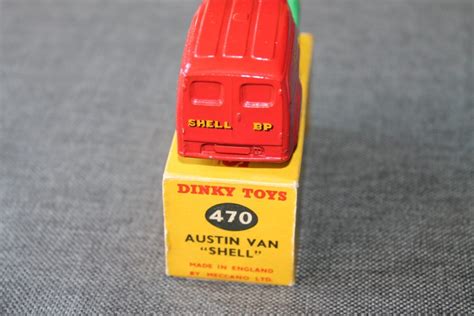 SHELL BP
DINKY TOYS
470
AUSTIN VAN
"SHELL"
MADE IN ENGLAND
BY MECCANO LTD.